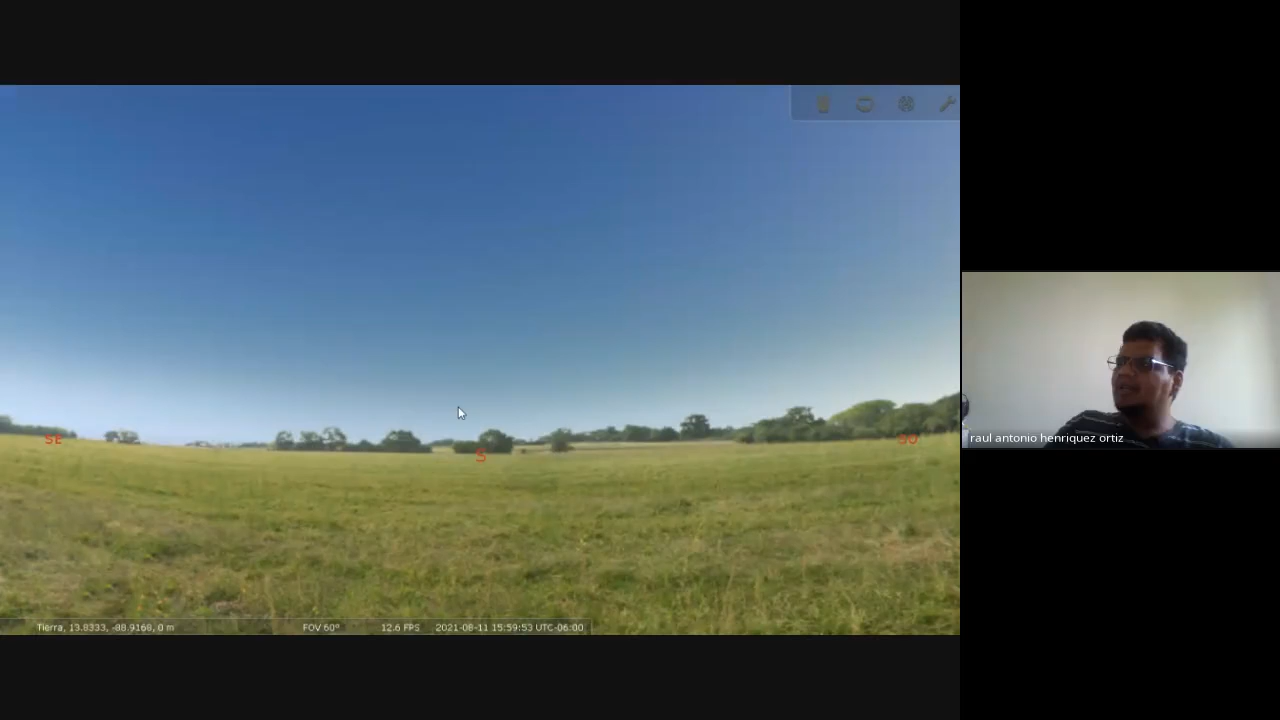 SE
S
SO
Tierra, 13.8333, -88.9168, 0 m
FOV 60°
12.6 FPS
2021-08-11 15:59:53 UTC-06:00
raul antonio henriquez ortiz